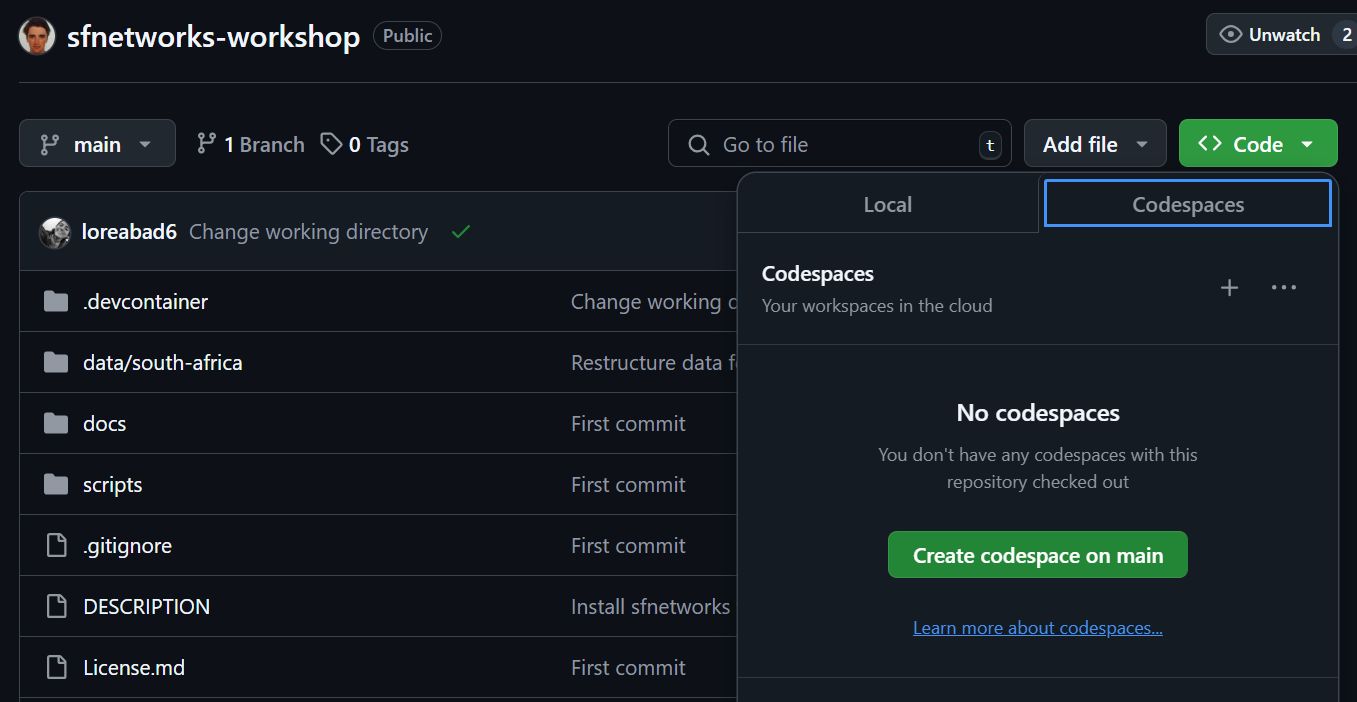 sfnetworks-workshop Public Unwatch 2
main 1 Branch 0 Tags Go to file t Add file Code
Local Codespaces
loreabad6 Change working directory
Codespaces
Your workspaces in the cloud
.devcontainer Change working d
data/south-africa Restructure data f
docs First commit
scripts First commit
.gitignore First commit
DESCRIPTION Install sfnetworks
License.md First commit
No codespaces
You don't have any codespaces with this
repository checked out
Create codespace on main
Learn more about codespaces...